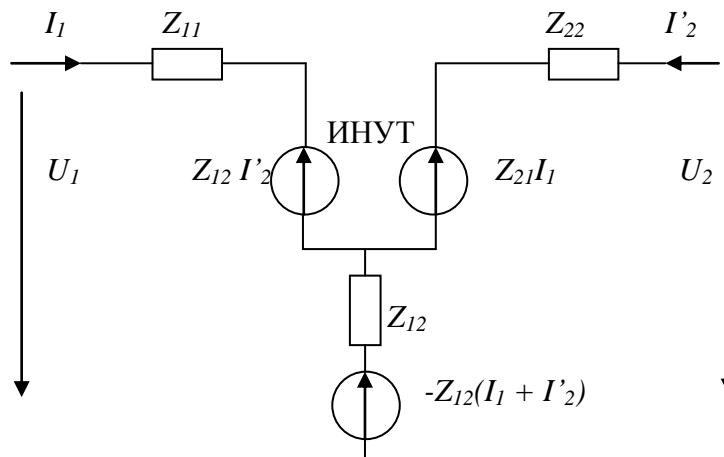 I₁ Z₁₁ Z₂₂ I’₂
ИНУТ
U₁ Z₁₂ I’₂ Z₂₁I₁ U₂
Z₁₂
-Z₁₂(I₁ + I’₂)